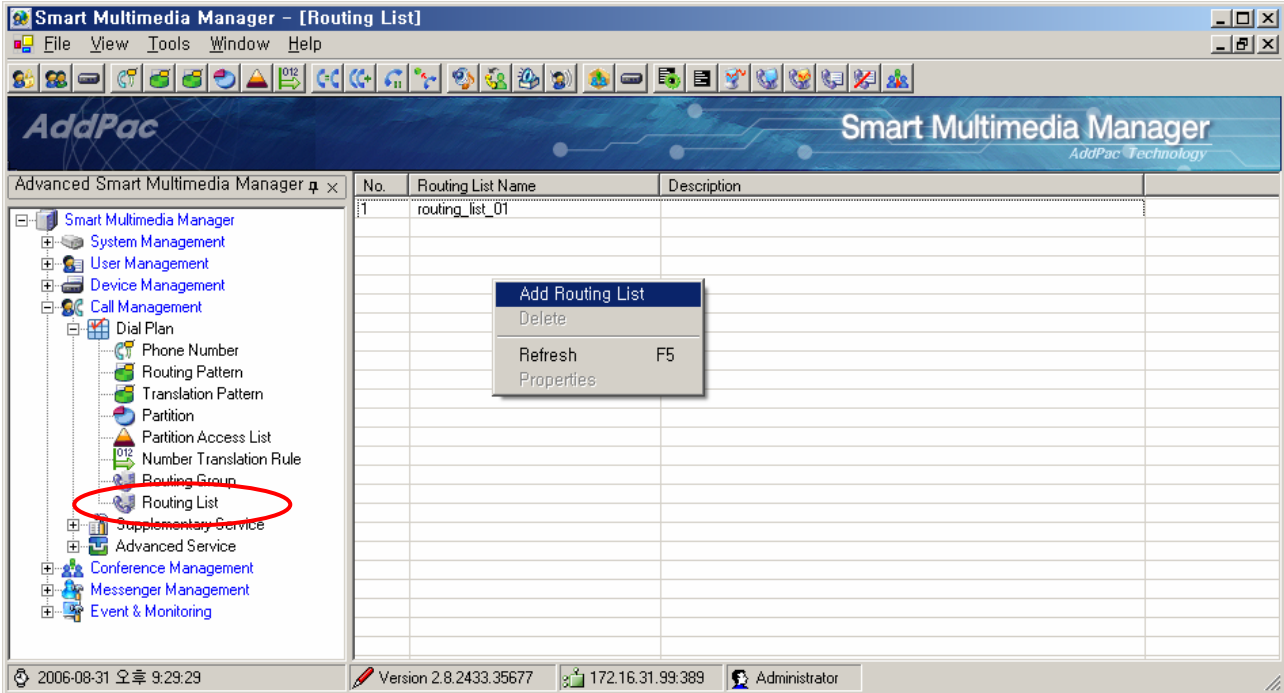 Smart Multimedia Manager - [Routing List]
File View Tools Window Help
AddPac
Smart Multimedia Manager
AddPac Technology
Advanced Smart Multimedia Manager
No. Routing List Name Description
1 routing_list_01
Smart Multimedia Manager
System Management
User Management
Device Management
Call Management
Dial Plan
Phone Number
Routing Pattern
Translation Pattern
Partition
Partition Access List
Number Translation Rule
Routing Group
Routing List
Supplementary Service
Advanced Service
Conference Management
Messenger Management
Event & Monitoring
Add Routing List
Delete
Refresh F5
Properties
2006-08-31 오후 9:29:29 Version 2.8.2433.35677 172.16.31.99:389 Administrator